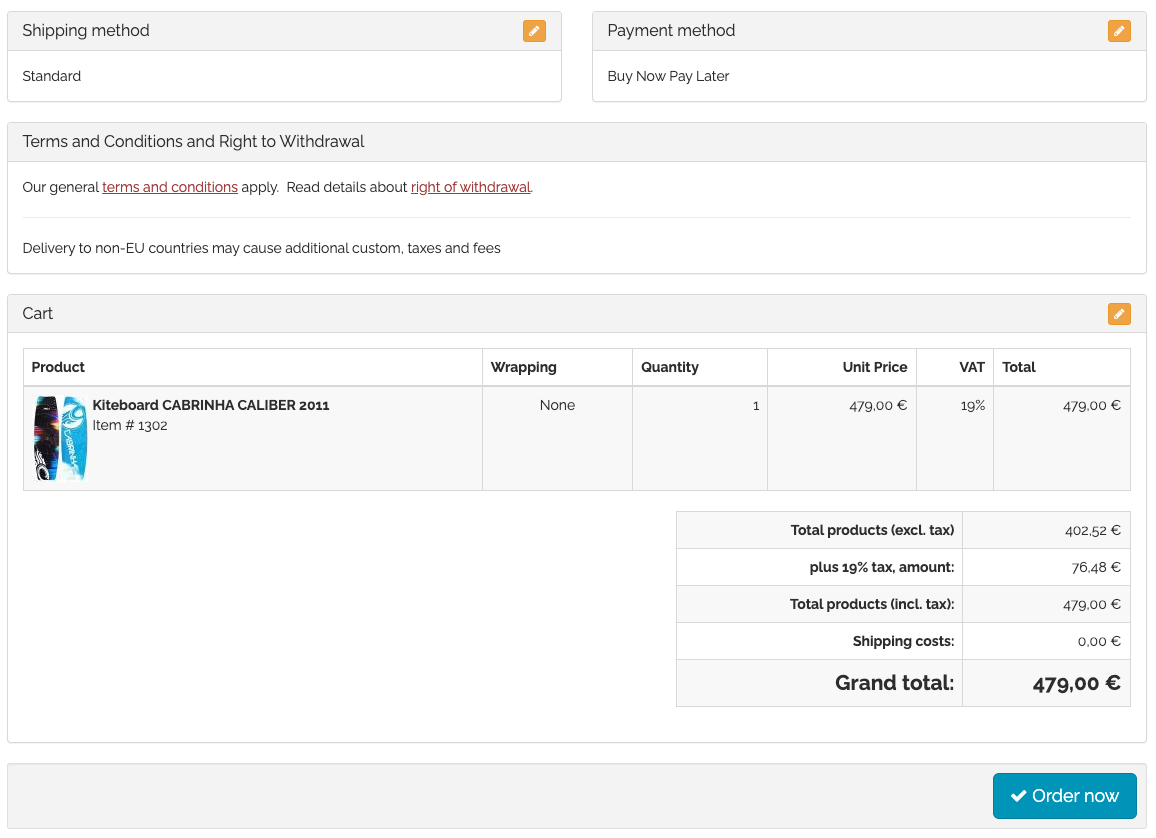 Shipping method
Payment method
Standard
Buy Now Pay Later
Terms and Conditions and Right to Withdrawal
Our general terms and conditions apply.  Read details about right of withdrawal.
Delivery to non-EU countries may cause additional custom, taxes and fees
Cart
Product Wrapping Quantity Unit Price VAT Total
Kiteboard CABRINHA CALIBER 2011 None 1 479,00 € 19% 479,00 €
Item # 1302
CABRINHA
Total products (excl. tax) 402,52 €
plus 19% tax, amount: 76,48 €
Total products (incl. tax): 479,00 €
Shipping costs: 0,00 €
Grand total: 479,00 €
Order now